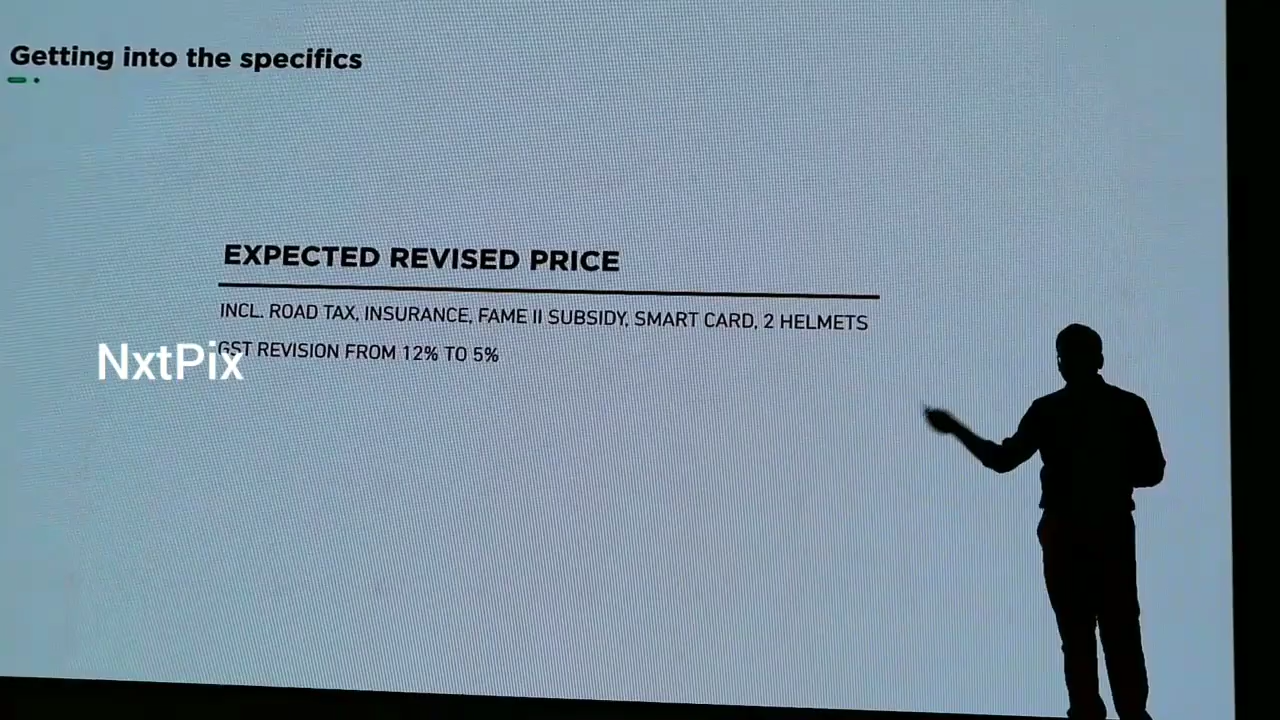 Getting into the specifics
EXPECTED REVISED PRICE
INCL. ROAD TAX, INSURANCE, FAME II SUBSIDY, SMART CARD, 2 HELMETS
GST REVISION FROM 12% TO 5%
NxtPix